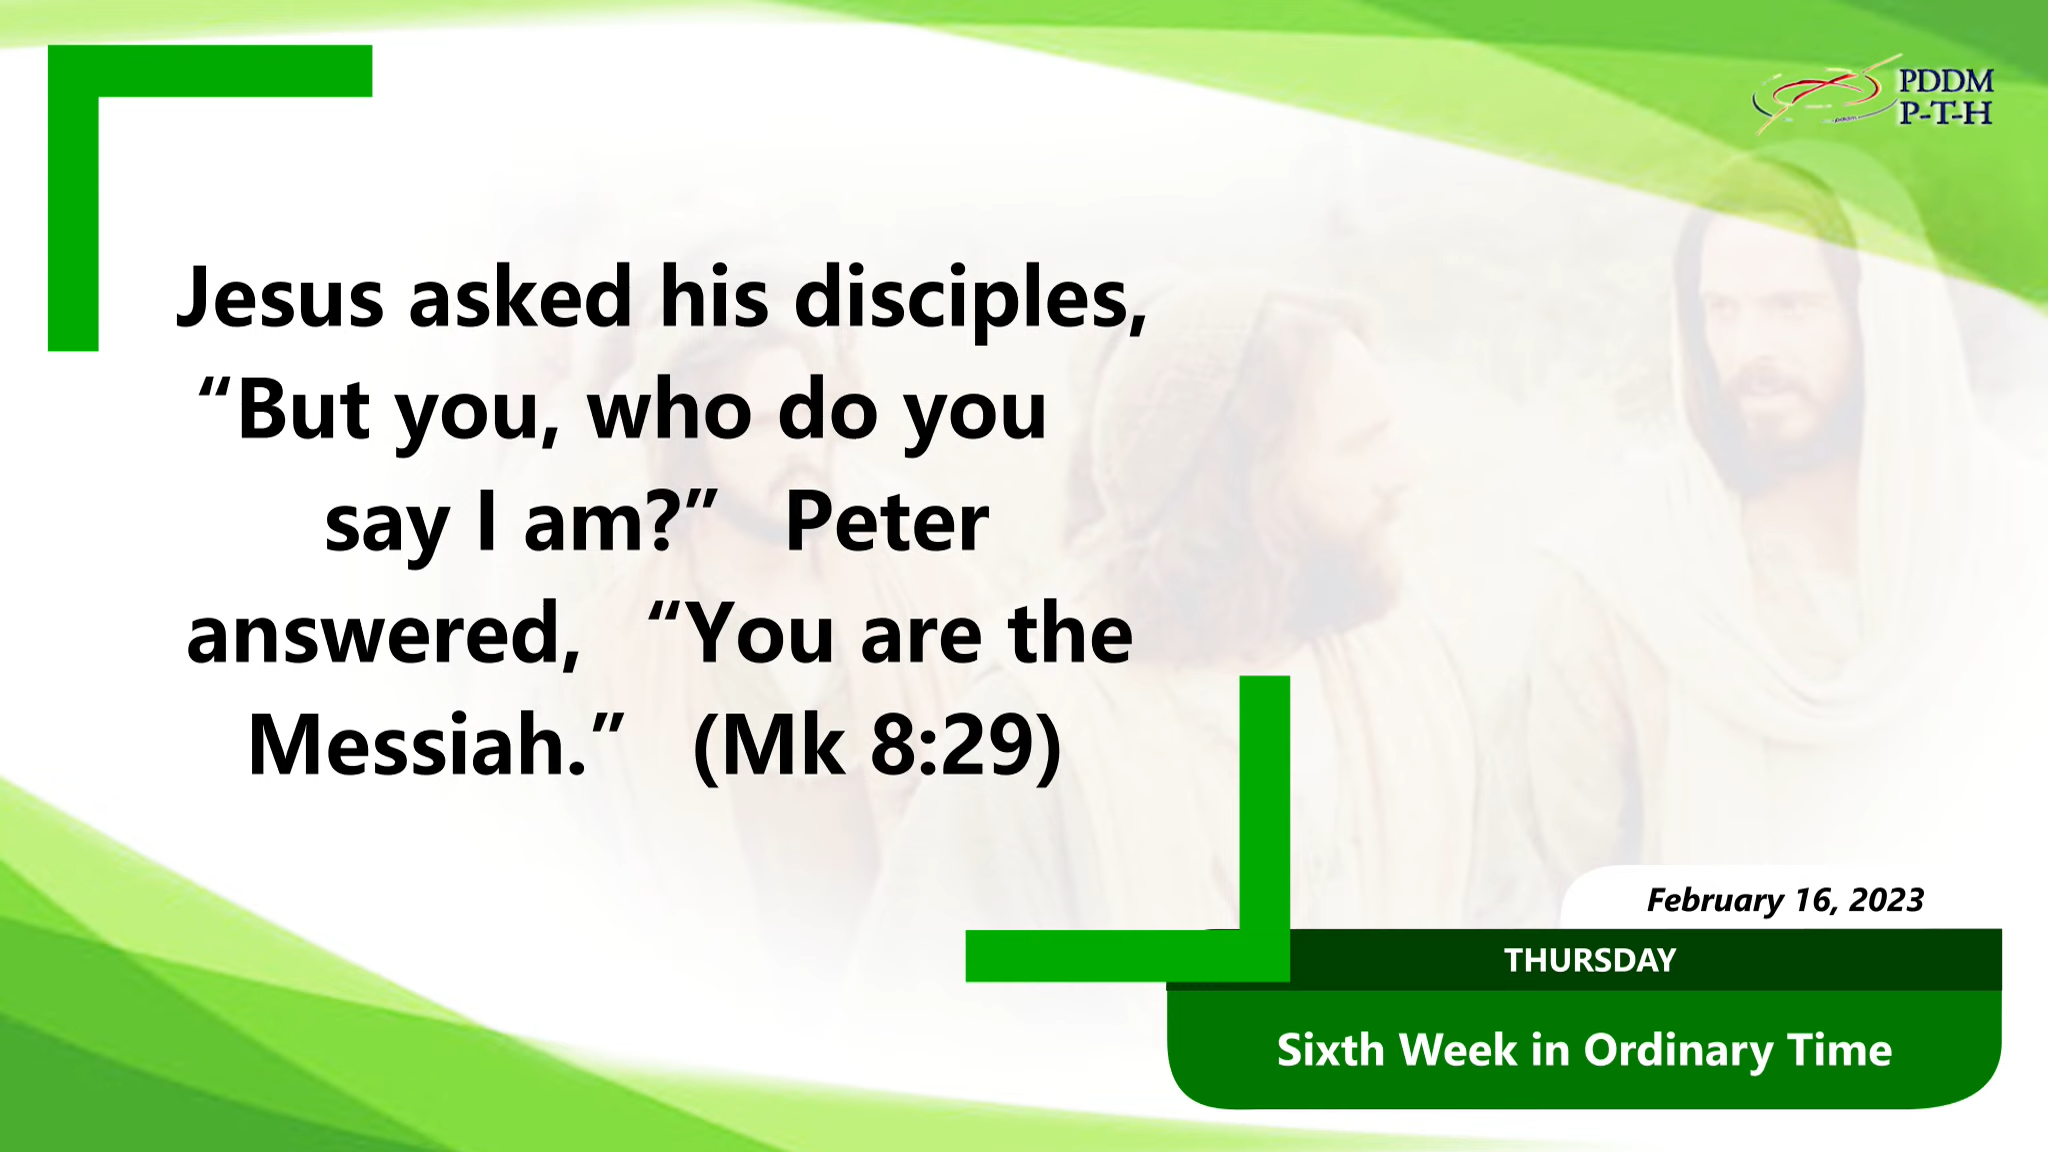 PDDM
P-T-H
Jesus asked his disciples,
“But you, who do you
say I am?” Peter
answered, “You are the
Messiah.” (Mk 8:29)
February 16, 2023
THURSDAY
Sixth Week in Ordinary Time